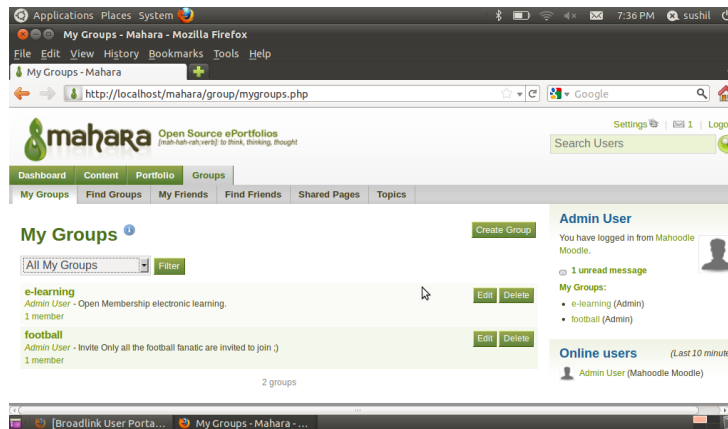 Applications Places System 7:36 PM sushil
My Groups - Mahara - Mozilla Firefox
File Edit View History Bookmarks Tools Help
My Groups - Mahara
http://localhost/mahara/group/mygroups.php Google
Settings | 1 | Logo
mahara Open Source ePortfolios
[mah-hah-rah;verb]: to think, thinking, thought
Search Users
Dashboard Content Portfolio Groups
My Groups Find Groups My Friends Find Friends Shared Pages Topics
My Groups
Create Group
All My Groups Filter
e-learning
Admin User - Open Membership electronic learning.
1 member
Edit Delete
football
Admin User - Invite Only all the football fanatic are invited to join ;)
1 member
Edit Delete
2 groups
Admin User
You have logged in from Mahoodle
Moodle.
1 unread message
My Groups:
e-learning (Admin)
football (Admin)
Online users (Last 10 minute
Admin User (Mahoodle Moodle)
[Broadlink User Porta... My Groups - Mahara - ...